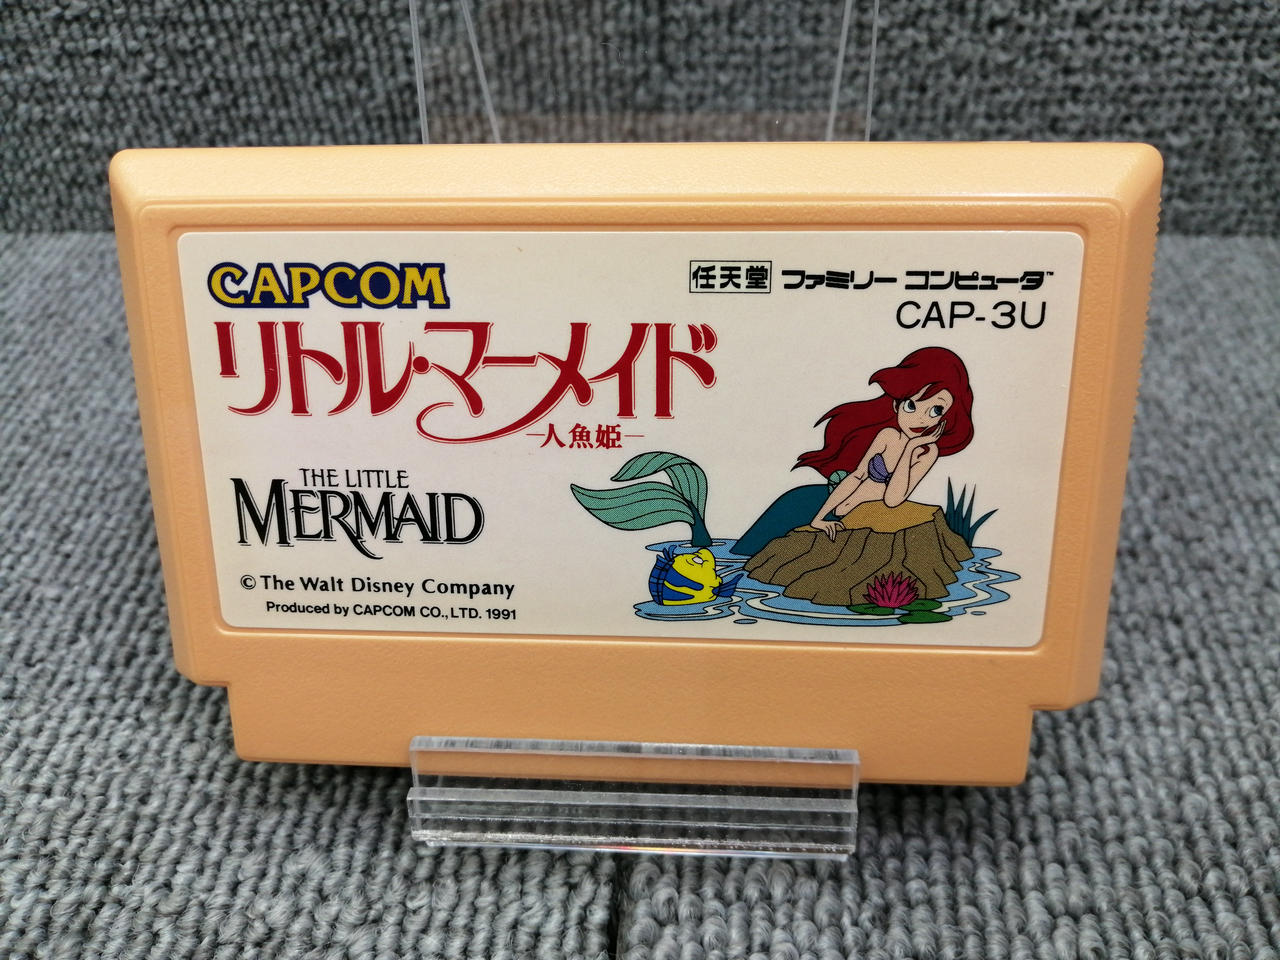 CAPCOM
任天堂 ファミリー コンピュータ™
CAP-3U
リトル・マーメイド
—人魚姫—
THE LITTLE
MERMAID
© The Walt Disney Company
Produced by CAPCOM CO., LTD. 1991